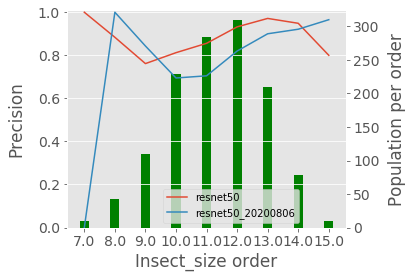 1.0
0.8
0.6
0.4
0.2
0.0
Precision
300
250
200
150
100
50
0
Population per order
resnet50
resnet50_20200806
7.0 8.0 9.0 10.0 11.0 12.0 13.0 14.0 15.0
Insect_size order